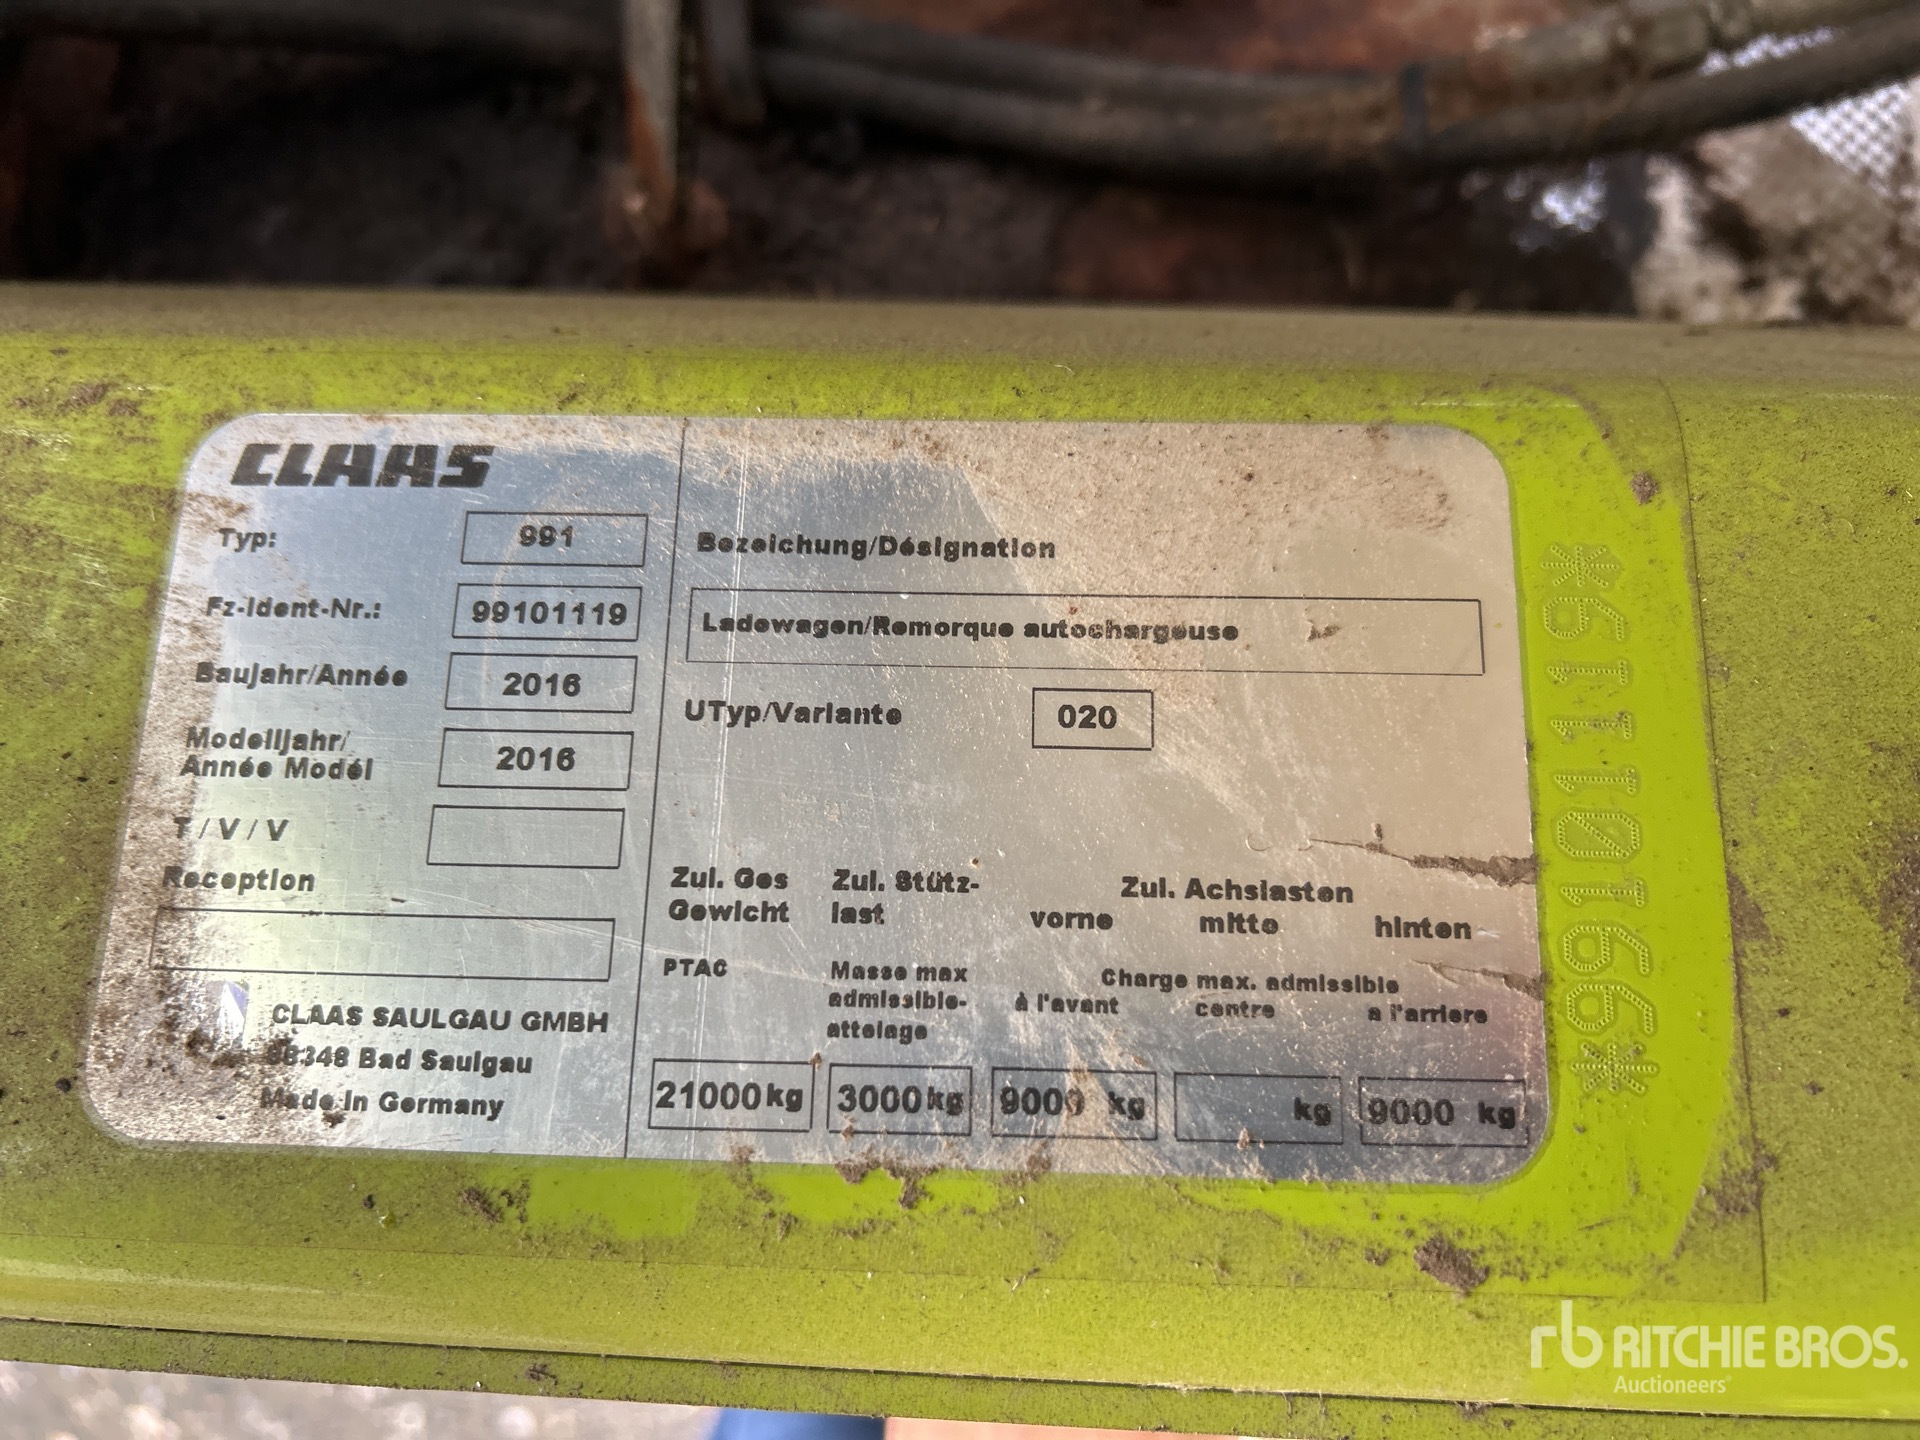 CLAAS
Typ: 991
Fz-Ident-Nr.: 99101119
Baujahr/Année 2016
Modelljahr/
Année Modél 2016
T / V / V
Reception
CLAAS SAULGAU GMBH
88348 Bad Saulgau
Made in Germany
Bezeichung/Désignation
Ladewagen/Remorque autochargeuse
UTyp/Variante 020
Zul. Ges Gewicht
Zul. Stütz-
last
Zul. Achslasten
vorne mitte hinten
PTAC
Masse max
admissible-
attelage
Charge max. admissible
à l'avant centre a l'arriere
21000 kg 3000 kg 9000 kg kg 9000 kg
*99101119*
rb RITCHIE BROS.
Auctioneers